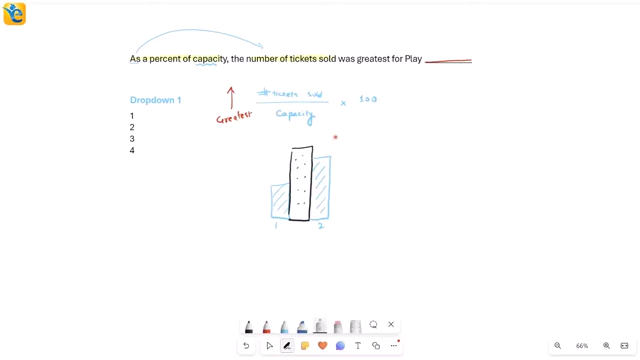 e
As a percent of capacity, the number of tickets sold was greatest for Play
Dropdown 1
1
2
3
4
Greatest
# tickets sold
Capacity
x 100
1
2
66%